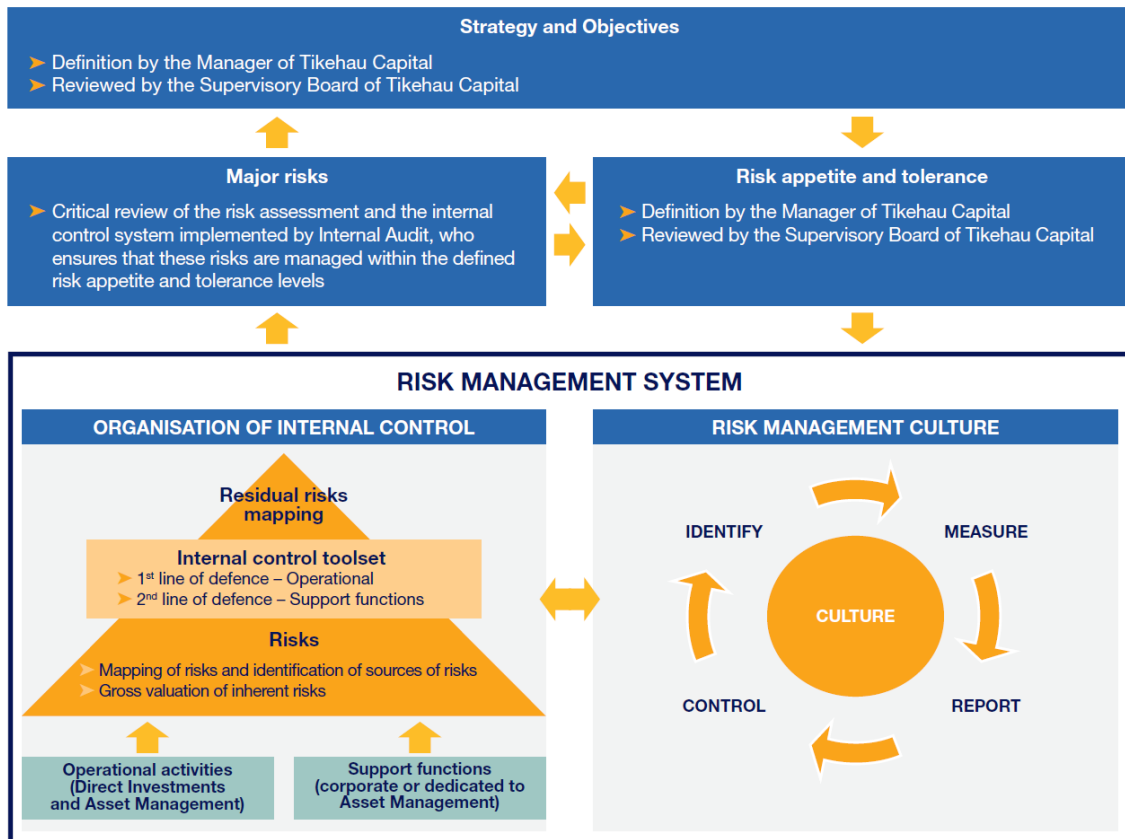 Strategy and Objectives
➤ Definition by the Manager of Tikehau Capital
➤ Reviewed by the Supervisory Board of Tikehau Capital
Major risks
➤ Critical review of the risk assessment and the internal
control system implemented by Internal Audit, who
ensures that these risks are managed within the defined
risk appetite and tolerance levels
Risk appetite and tolerance
➤ Definition by the Manager of Tikehau Capital
➤ Reviewed by the Supervisory Board of Tikehau Capital
RISK MANAGEMENT SYSTEM
ORGANISATION OF INTERNAL CONTROL
Residual risks
mapping
Internal control toolset
➤ 1st line of defence – Operational
➤ 2nd line of defence – Support functions
Risks
➤ Mapping of risks and identification of sources of risks
➤ Gross valuation of inherent risks
Operational activities
(Direct Investments
and Asset Management)
Support functions
(corporate or dedicated to
Asset Management)
RISK MANAGEMENT CULTURE
IDENTIFY
MEASURE
CULTURE
CONTROL
REPORT